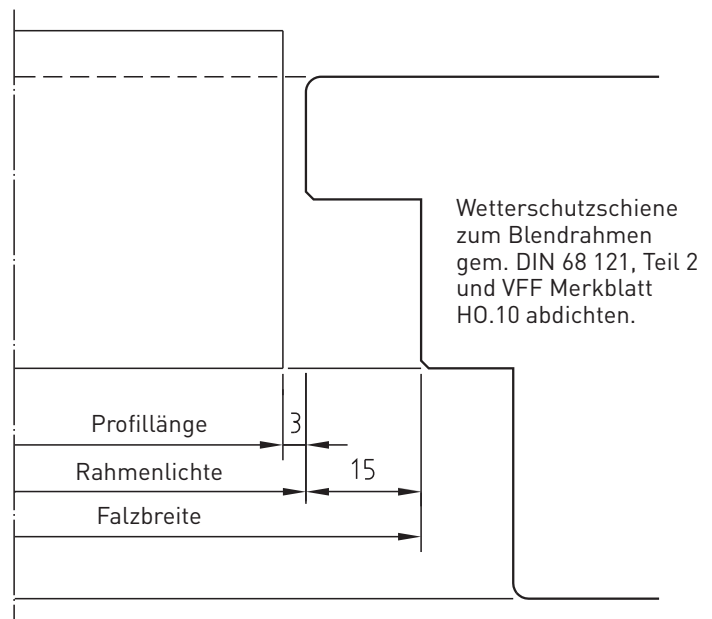 Wetterschutzschiene
zum Blendrahmen
gem. DIN 68 121, Teil 2
und VFF Merkblatt
HO.10 abdichten.
Profillänge
3
Rahmenlichte
15
Falzbreite